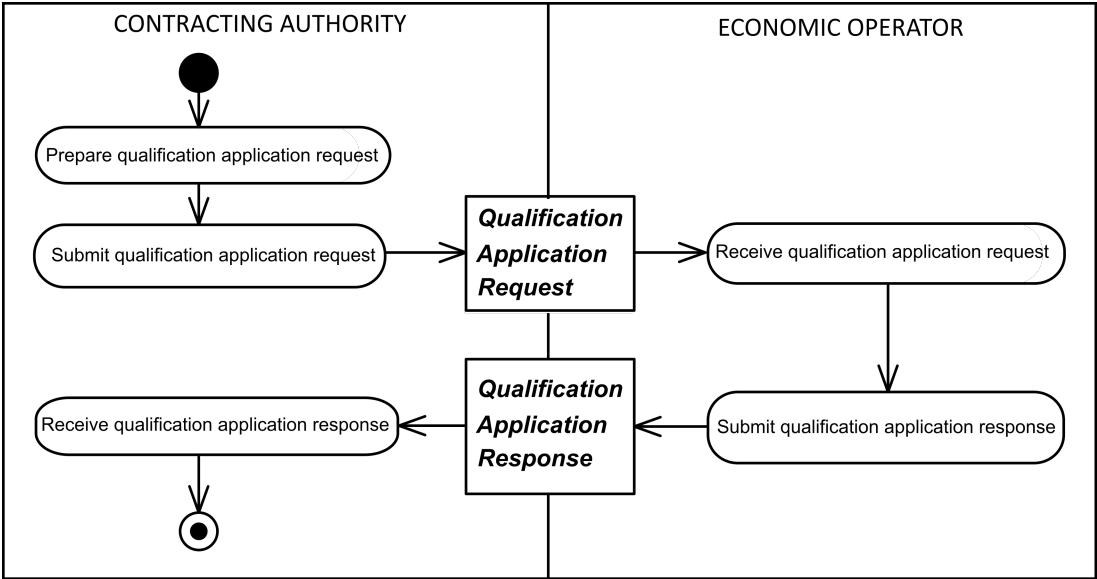 CONTRACTING AUTHORITY
ECONOMIC OPERATOR
Prepare qualification application request
Submit qualification application request
Qualification
Application
Request
Receive qualification application request
Receive qualification application response
Qualification
Application
Response
Submit qualification application response